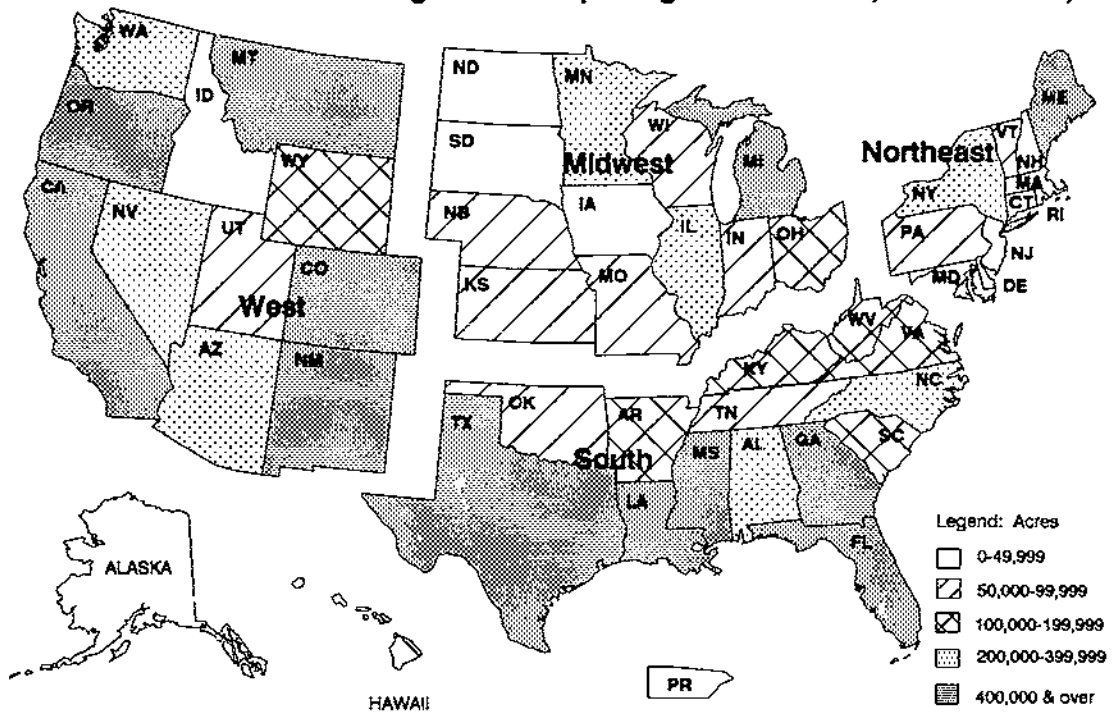 WA
MT
ND
MN
ME
OR
ID
VT
WI
SD
Midwest
MI
Northeast
NH
WY
NY
MA
CA
CT
RI
NV
IA
NB
UT
IL
IN
OH
PA
NJ
CO
KS
MO
MD
DE
West
WV
VA
AZ
NM
KY
NC
OK
AR
TN
TX
SC
South
MS
AL
GA
LA
Legend: Acres
FL
0-49,999
ALASKA
50,000-99,999
100,000-199,999
200,000-399,999
PR
HAWAII
400,000 & over